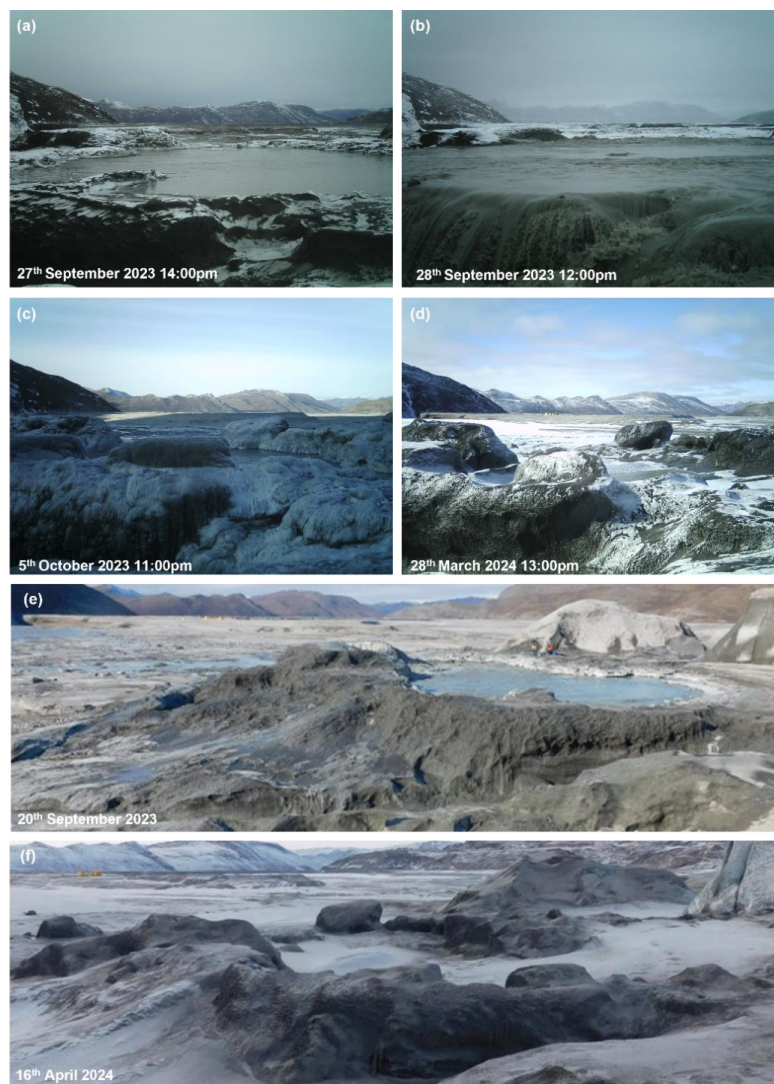 (a)
27th September 2023 14:00pm
(b)
28th September 2023 12:00pm
(c)
5th October 2023 11:00pm
(d)
28th March 2024 13:00pm
(e)
20th September 2023
(f)
16th April 2024